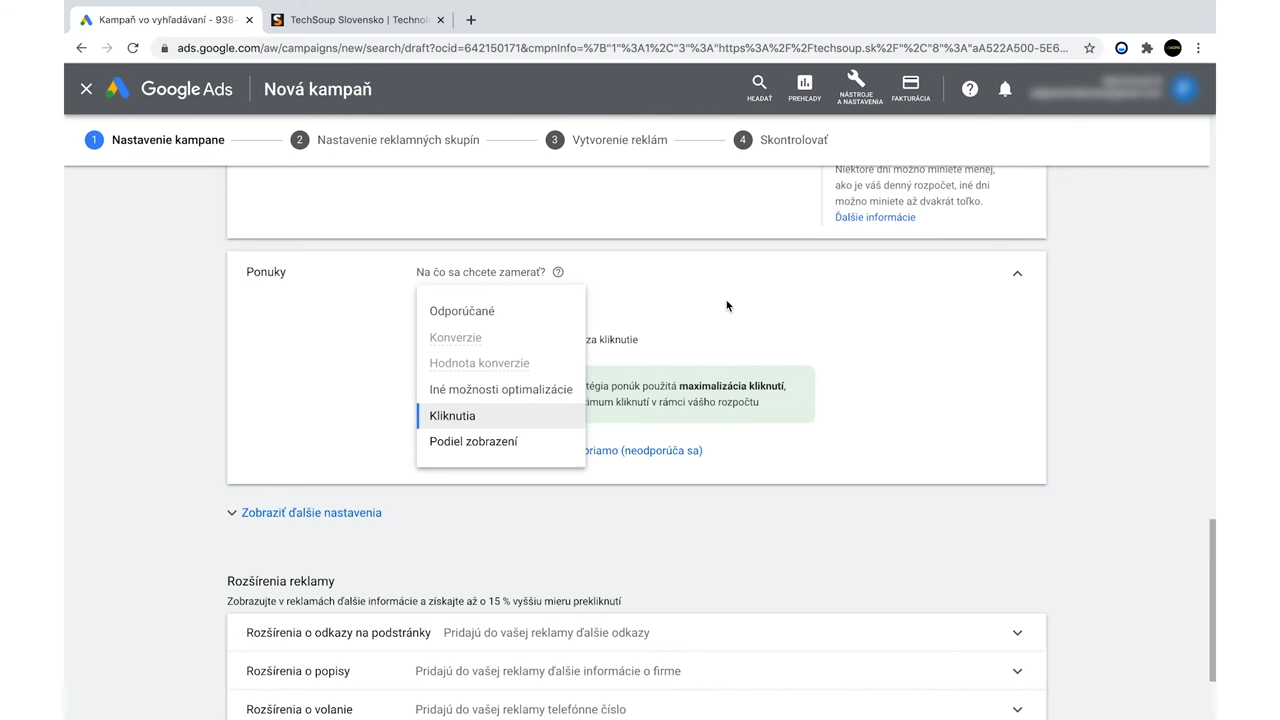 Kampaň vo vyhľadávaní - 938-
TechSoup Slovensko | Technol
ads.google.com/aw/campaigns/new/search/draft?ocid=642150171&cmpnInfo=%7B"1"%3A1%2C"3"%3A"https%3A%2F%2Ftechsoup.sk%2F"%2C"8"%3A"aA522A500-5E6...
Google Ads
Nová kampaň
HĽADAŤ
PREHĽADY
NÁSTROJE
A NASTAVENIA
FAKTURÁCIA
1 Nastavenie kampane
2 Nastavenie reklamných skupín
3 Vytvorenie reklám
4 Skontrolovať
Niektoré dni možno miniete menej,
ako je váš denný rozpočet, iné dni
možno miniete až dvakrát toľko.
Ďalšie informácie
Ponuky
Na čo sa chcete zamerať?
Odporúčané
Konverzie
za kliknutie
Hodnota konverzie
Iné možnosti optimalizácie
tégia ponúk použitá maximalizácia kliknutí,
imum kliknutí v rámci vášho rozpočtu
Kliknutia
Podiel zobrazení
priamo (neodporúča sa)
Zobraziť ďalšie nastavenia
Rozšírenia reklamy
Zobrazujte v reklamách ďalšie informácie a získajte až o 15 % vyššiu mieru prekliknutí
Rozšírenia o odkazy na podstránky Pridajú do vašej reklamy ďalšie odkazy
Rozšírenia o popisy Pridajú do vašej reklamy ďalšie informácie o firme
Rozšírenia o volanie Pridajú do vašej reklamy telefónne číslo